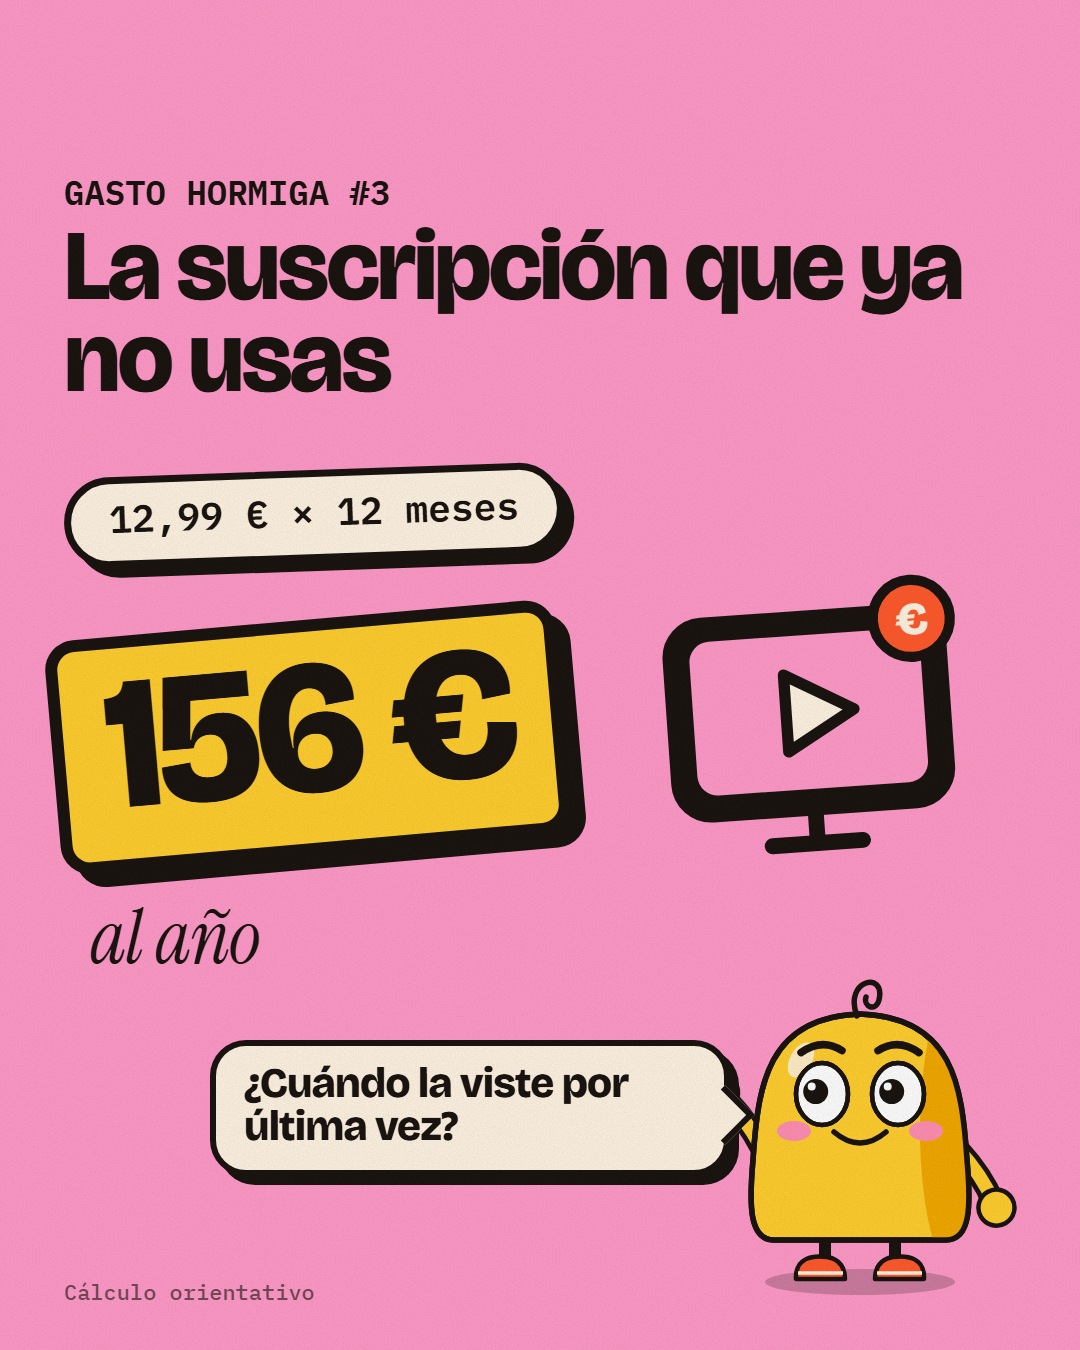 GASTO HORMIGA #3
La suscripción que ya
no usas
12,99 € × 12 meses
156 €
€
al año
¿Cuándo la viste por
última vez?
Cálculo orientativo